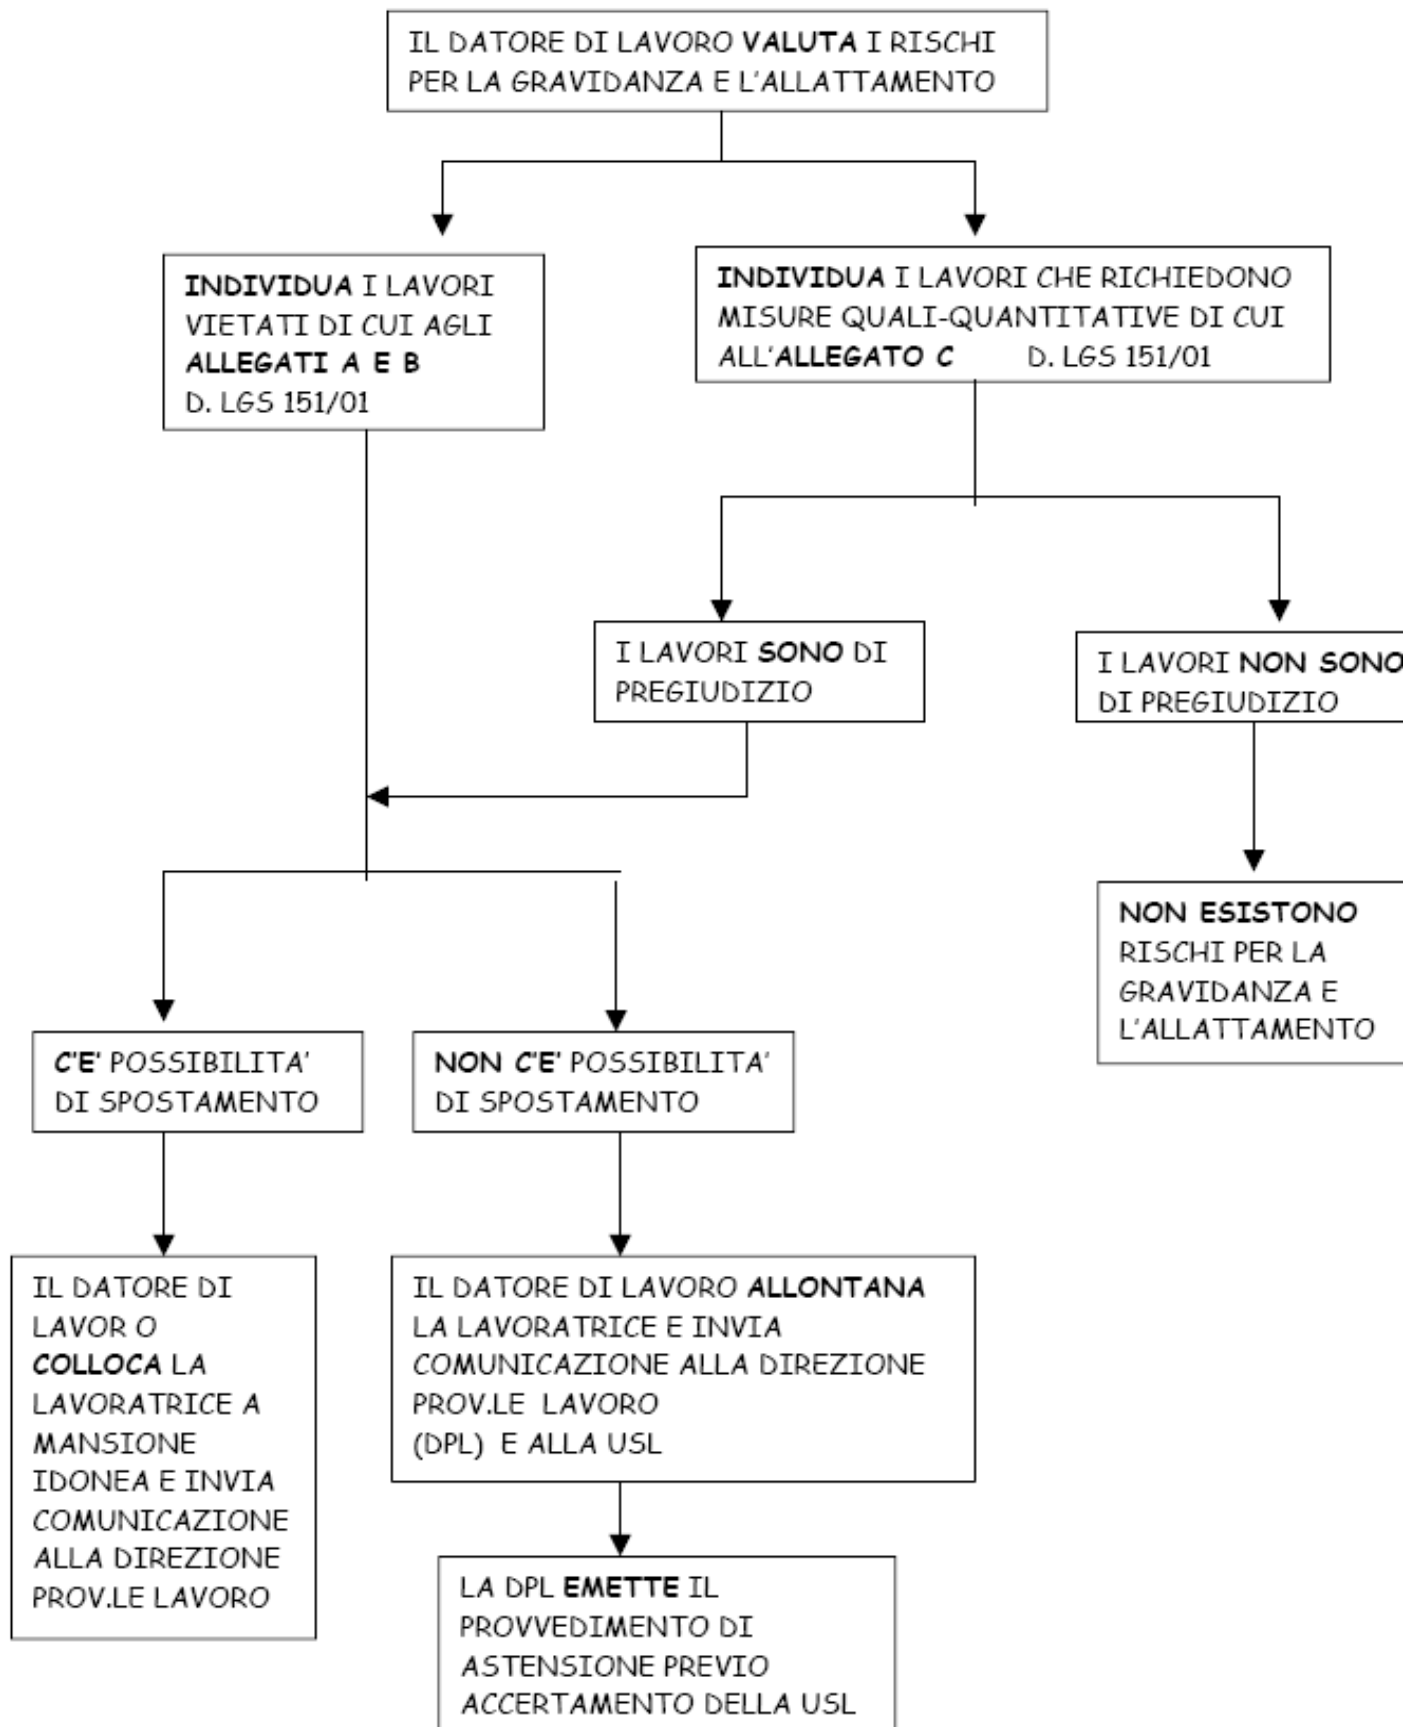 IL DATORE DI LAVORO VALUTA I RISCHI
PER LA GRAVIDANZA E L'ALLATTAMENTO
INDIVIDUA I LAVORI
VIETATI DI CUI AGLI
ALLEGATI A E B
D. LGS 151/01
INDIVIDUA I LAVORI CHE RICHIEDONO
MISURE QUALI-QUANTITATIVE DI CUI
ALL'ALLEGATO C D. LGS 151/01
I LAVORI SONO DI
PREGIUDIZIO
I LAVORI NON SONO
DI PREGIUDIZIO
NON ESISTONO
RISCHI PER LA
GRAVIDANZA E
L'ALLATTAMENTO
C'E' POSSIBILITA'
DI SPOSTAMENTO
NON C'E' POSSIBILITA'
DI SPOSTAMENTO
IL DATORE DI
LAVOR O
COLLOCA LA
LAVORATRICE A
MANSIONE
IDONEA E INVIA
COMUNICAZIONE
ALLA DIREZIONE
PROV.LE LAVORO
IL DATORE DI LAVORO ALLONTANA
LA LAVORATRICE E INVIA
COMUNICAZIONE ALLA DIREZIONE
PROV.LE LAVORO
(DPL) E ALLA USL
LA DPL EMETTE IL
PROVVEDIMENTO DI
ASTENSIONE PREVIO
ACCERTAMENTO DELLA USL